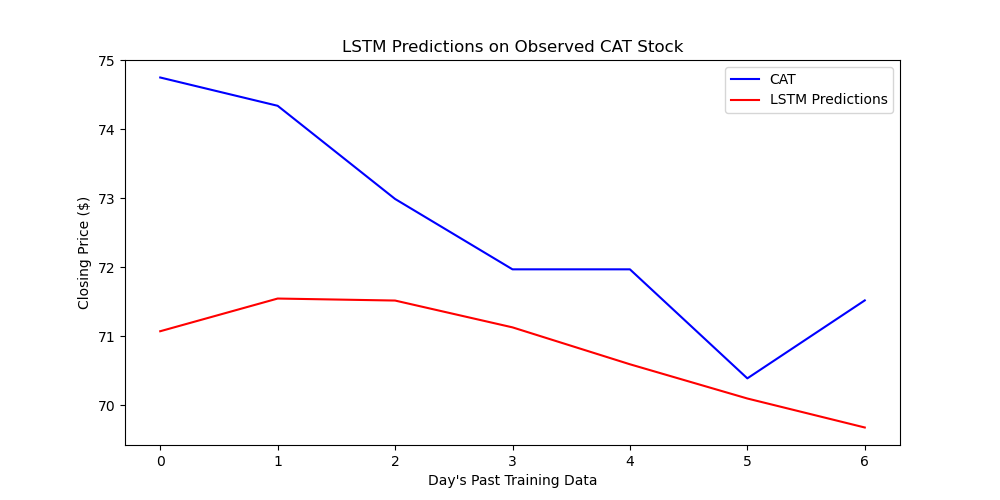 LSTM Predictions on Observed CAT Stock
CAT
LSTM Predictions
Closing Price ($)
75
74
73
72
71
70
0 1 2 3 4 5 6
Day's Past Training Data